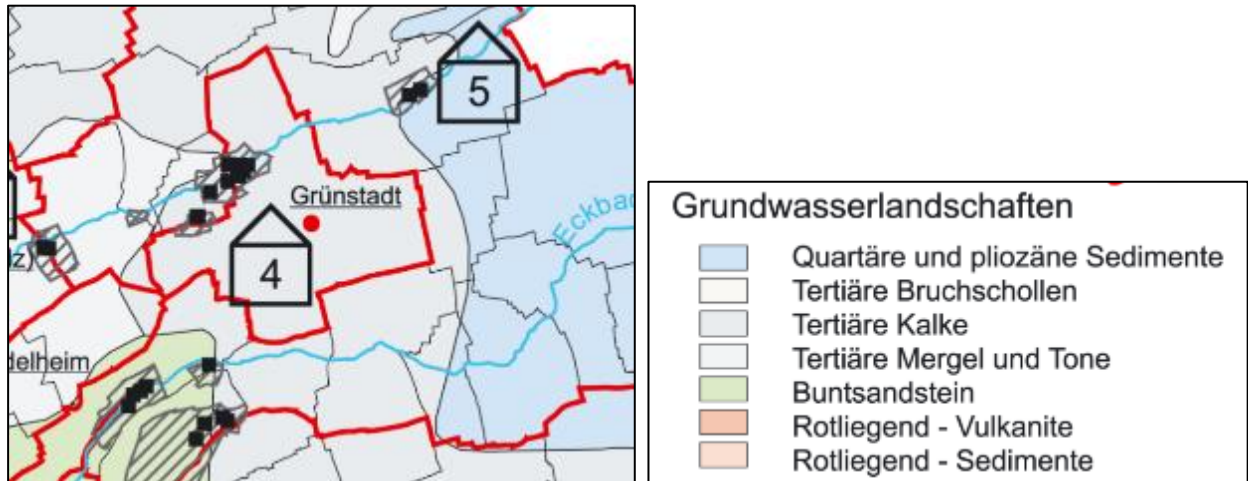 5
Grünstadt
Eckba
4
lz)
delheim
Grundwasserlandschaften
Quartäre und pliozäne Sedimente
Tertiäre Bruchschollen
Tertiäre Kalke
Tertiäre Mergel und Tone
Buntsandstein
Rotliegend - Vulkanite
Rotliegend - Sedimente